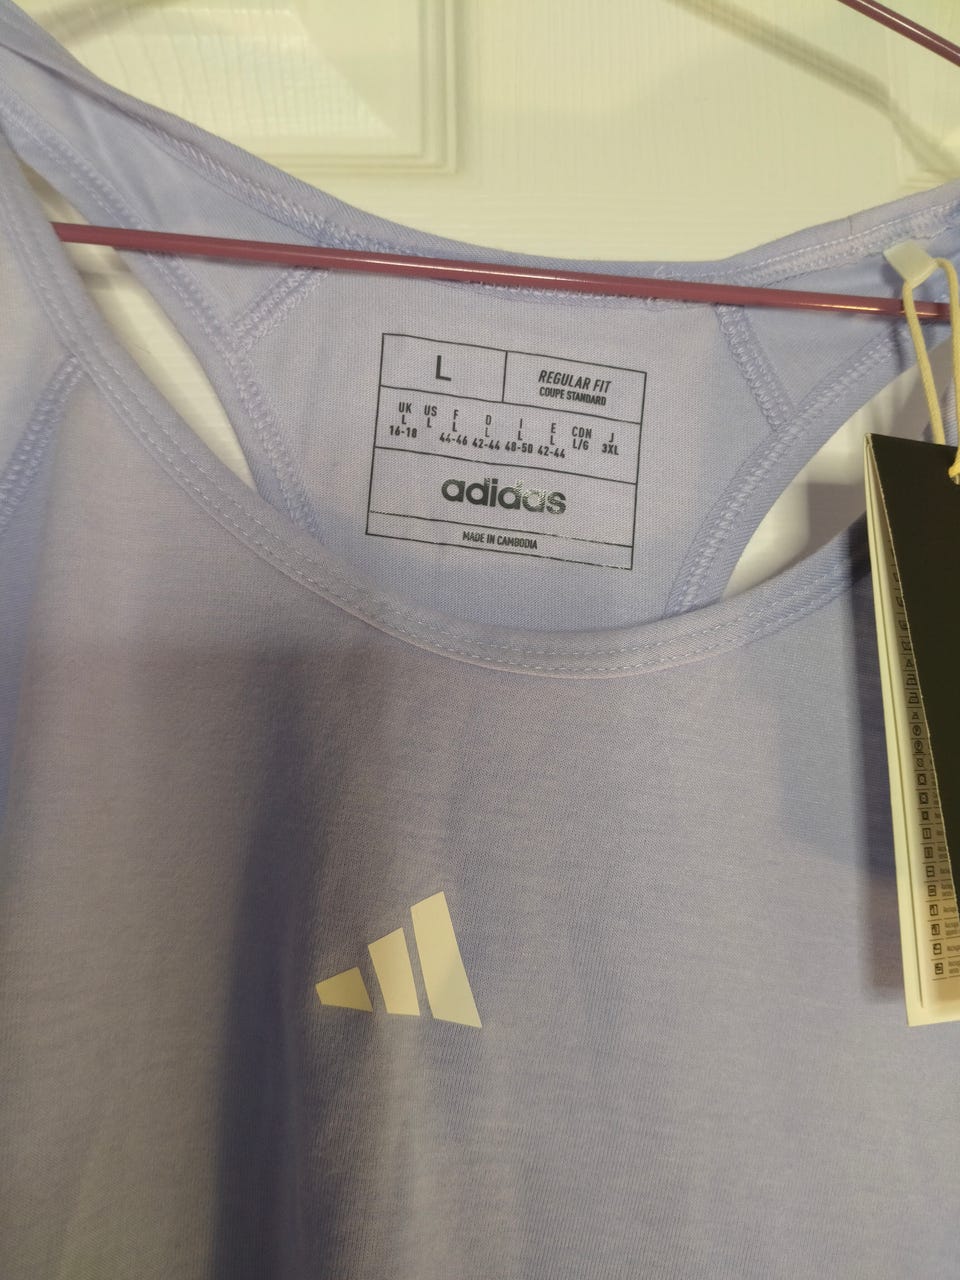 L
REGULAR FIT
COUPE STANDARD
UK US F D I E CDN J
L L L L L L L/G 3XL
16-18 44-46 42-44 48-50 42-44
adidas
MADE IN CAMBODIA